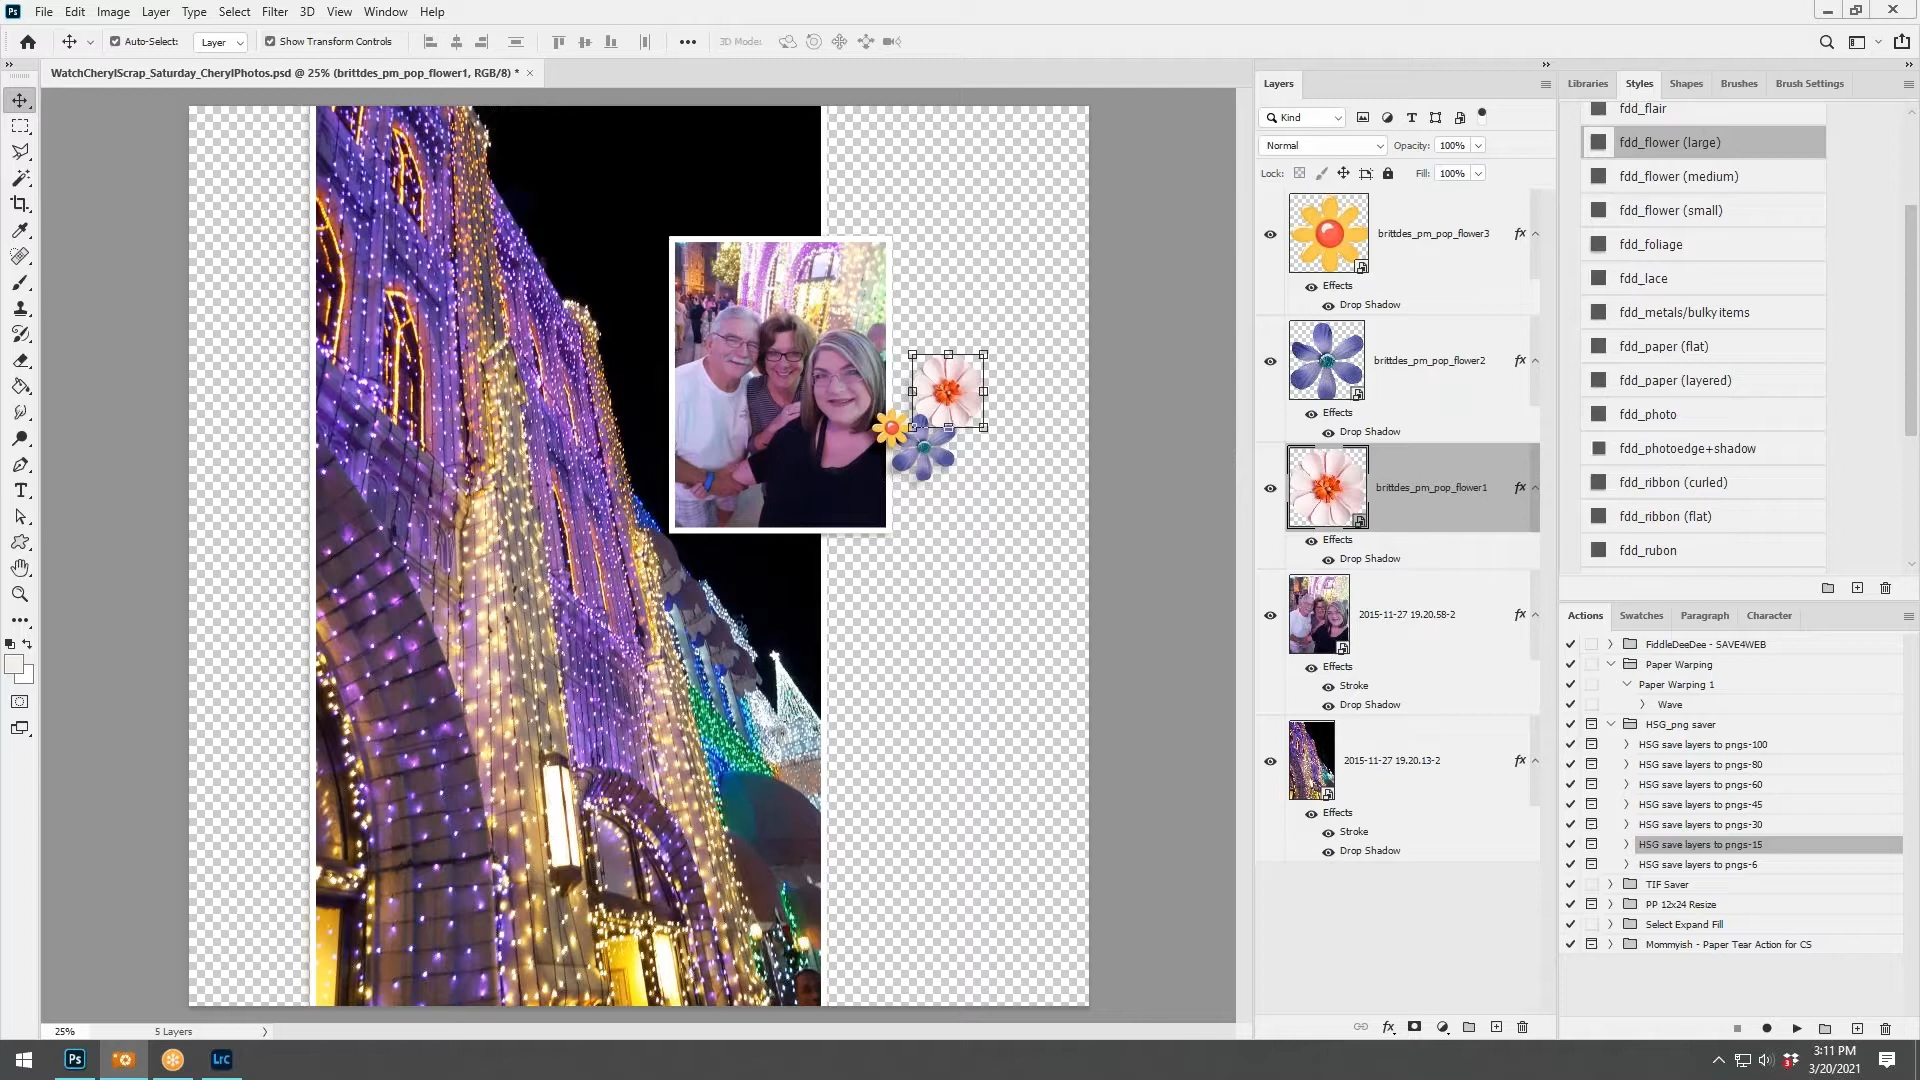 Ps File Edit Image Layer Type Select Filter 3D View Window Help
Auto-Select: Layer Show Transform Controls 3D Mode:
WatchCherylScrap_Saturday_CherylPhotos.psd @ 25% (brittdes_pm_pop_flower1, RGB/8) *
Layers
Kind
Normal Opacity: 100%
Lock: Fill: 100%
brittdes_pm_pop_flower3 fx
Effects
Drop Shadow
brittdes_pm_pop_flower2 fx
Effects
Drop Shadow
brittdes_pm_pop_flower1 fx
Effects
Drop Shadow
2015-11-27 19.20.58-2 fx
Effects
Stroke
Drop Shadow
2015-11-27 19.20.13-2 fx
Effects
Stroke
Drop Shadow
fx
Libraries Styles Shapes Brushes Brush Settings
fdd_flair
fdd_flower (large)
fdd_flower (medium)
fdd_flower (small)
fdd_foliage
fdd_lace
fdd_metals/bulky items
fdd_paper (flat)
fdd_paper (layered)
fdd_photo
fdd_photoedge+shadow
fdd_ribbon (curled)
fdd_ribbon (flat)
fdd_rubon
Actions Swatches Paragraph Character
FiddleDeeDee - SAVE4WEB
Paper Warping
Paper Warping 1
Wave
HSG_png saver
HSG save layers to pngs-100
HSG save layers to pngs-80
HSG save layers to pngs-60
HSG save layers to pngs-45
HSG save layers to pngs-30
HSG save layers to pngs-15
HSG save layers to pngs-6
TIF Saver
PP 12x24 Resize
Select Expand Fill
Mommyish - Paper Tear Action for CS
25% 5 Layers
Ps Lrc
3:11 PM
3/20/2021